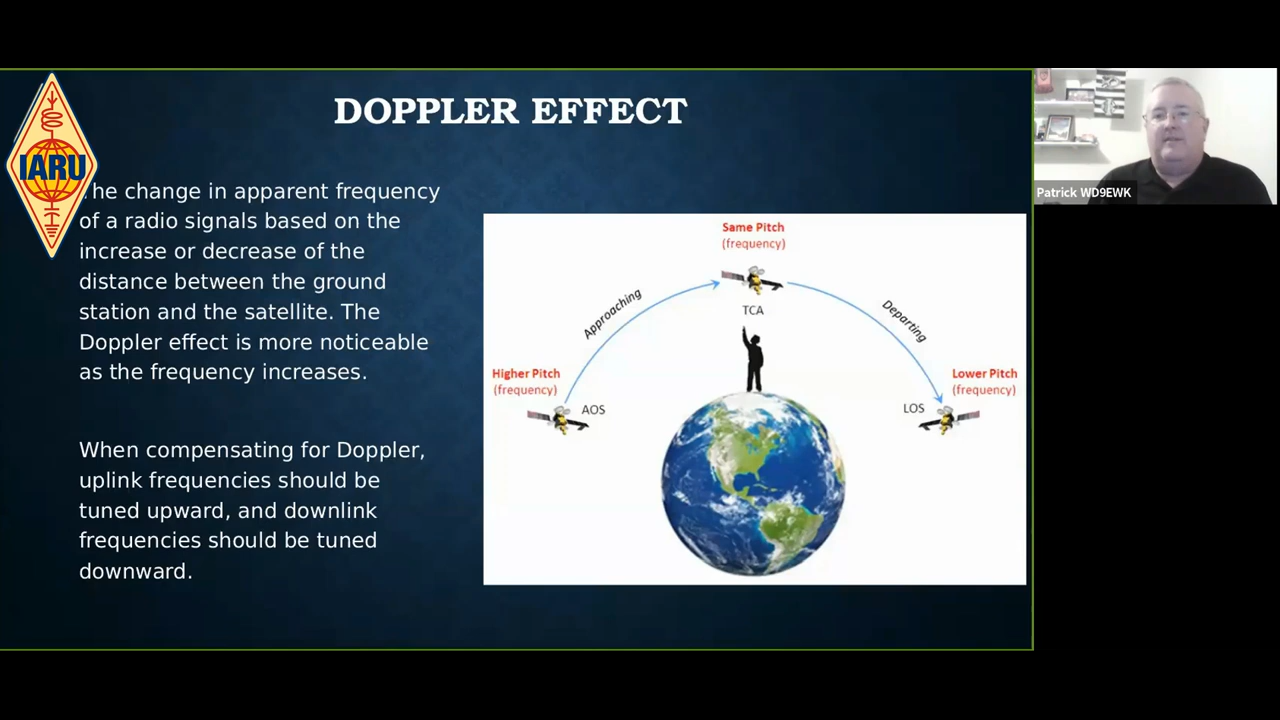 DOPPLER EFFECT
IARU
he change in apparent frequency
of a radio signals based on the
increase or decrease of the
distance between the ground
station and the satellite. The
Doppler effect is more noticeable
as the frequency increases.
When compensating for Doppler,
uplink frequencies should be
tuned upward, and downlink
frequencies should be tuned
downward.
Same Pitch
(frequency)
Approaching
TCA
Departing
Higher Pitch
(frequency)
AOS
Lower Pitch
(frequency)
LOS
Patrick WD9EWK